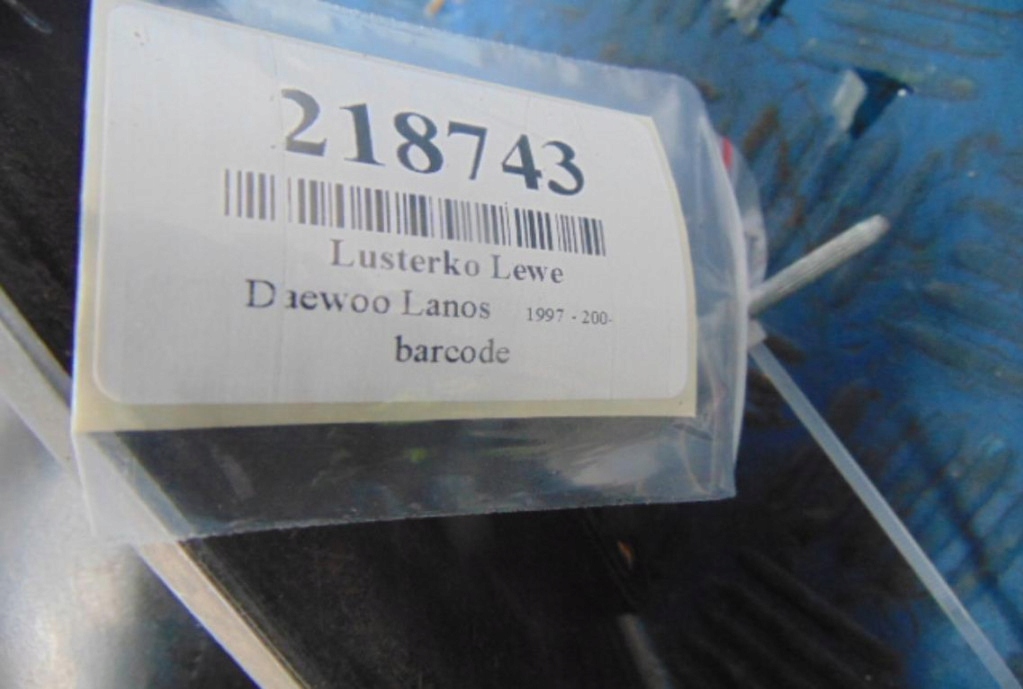 218743
Lusterko Lewe
Daewoo Lanos 1997 - 200-
barcode